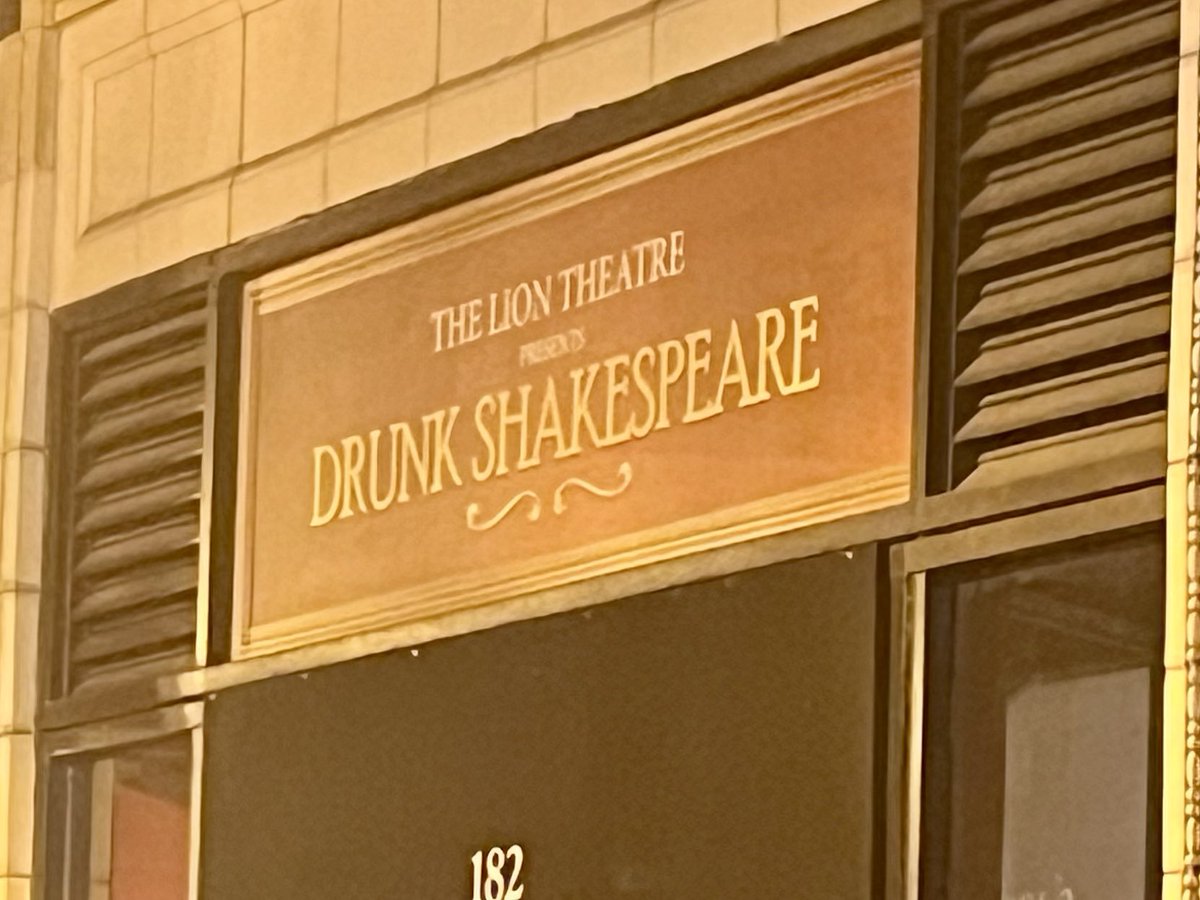 THE LION THEATRE
PRESENTS
DRUNK SHAKESPEARE
182